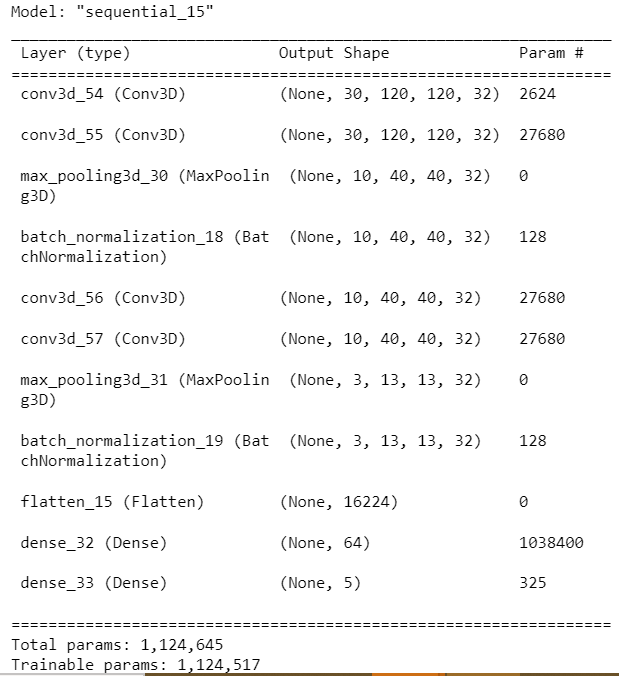 Model: "sequential_15"
_________________________________________________________________
Layer (type) Output Shape Param #
=================================================================
conv3d_54 (Conv3D) (None, 30, 120, 120, 32) 2624
conv3d_55 (Conv3D) (None, 30, 120, 120, 32) 27680
max_pooling3d_30 (MaxPoolin (None, 10, 40, 40, 32) 0
g3D)
batch_normalization_18 (Bat (None, 10, 40, 40, 32) 128
chNormalization)
conv3d_56 (Conv3D) (None, 10, 40, 40, 32) 27680
conv3d_57 (Conv3D) (None, 10, 40, 40, 32) 27680
max_pooling3d_31 (MaxPoolin (None, 3, 13, 13, 32) 0
g3D)
batch_normalization_19 (Bat (None, 3, 13, 13, 32) 128
chNormalization)
flatten_15 (Flatten) (None, 16224) 0
dense_32 (Dense) (None, 64) 1038400
dense_33 (Dense) (None, 5) 325
=================================================================
Total params: 1,124,645
Trainable params: 1,124,517